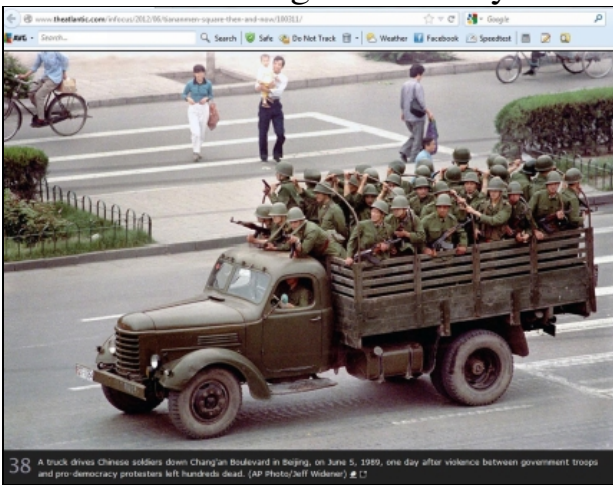 www.theatlantic.com/infocus/2012/06/tiananmen-square-then-and-now/100311/
Google
AVG Search... Search Safe Do Not Track Weather Facebook Speedtest
38 A truck drives Chinese soldiers down Chang'an Boulevard in Beijing, on June 5, 1989, one day after violence between government troops
and pro-democracy protesters left hundreds dead. (AP Photo/Jeff Widener) #